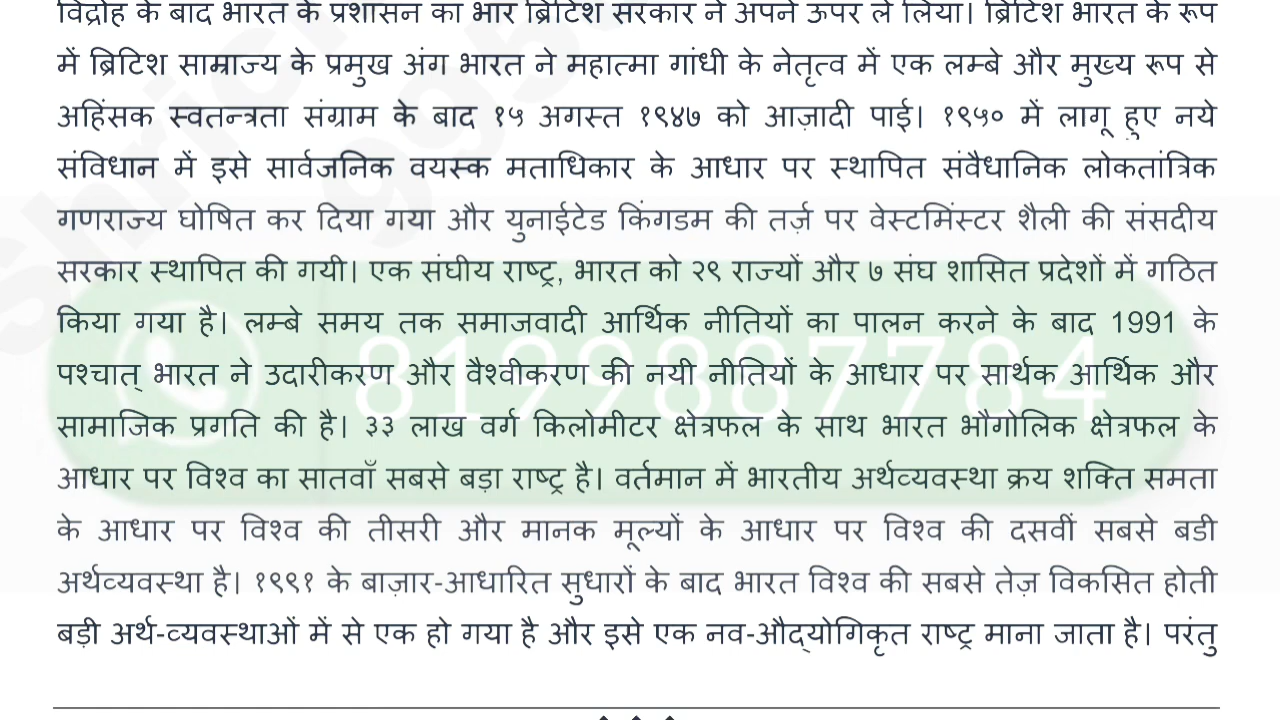 विद्रोह के बाद भारत के प्रशासन का भार ब्रिटिश सरकार ने अपने ऊपर ले लिया। ब्रिटिश भारत के रूप
में ब्रिटिश साम्राज्य के प्रमुख अंग भारत ने महात्मा गांधी के नेतृत्व में एक लम्बे और मुख्य रूप से
अहिंसक स्वतन्त्रता संग्राम के बाद १५ अगस्त १९४७ को आज़ादी पाई। १९५० में लागू हुए नये
संविधान में इसे सार्वजनिक वयस्क मताधिकार के आधार पर स्थापित संवैधानिक लोकतांत्रिक
गणराज्य घोषित कर दिया गया और युनाईटेड किंगडम की तर्ज़ पर वेस्टमिंस्टर शैली की संसदीय
सरकार स्थापित की गयी। एक संघीय राष्ट्र, भारत को २९ राज्यों और ७ संघ शासित प्रदेशों में गठित
किया गया है। लम्बे समय तक समाजवादी आर्थिक नीतियों का पालन करने के बाद 1991 के
पश्चात् भारत ने उदारीकरण और वैश्वीकरण की नयी नीतियों के आधार पर सार्थक आर्थिक और
सामाजिक प्रगति की है। ३३ लाख वर्ग किलोमीटर क्षेत्रफल के साथ भारत भौगोलिक क्षेत्रफल के
आधार पर विश्व का सातवाँ सबसे बड़ा राष्ट्र है। वर्तमान में भारतीय अर्थव्यवस्था क्रय शक्ति समता
के आधार पर विश्व की तीसरी और मानक मूल्यों के आधार पर विश्व की दसवीं सबसे बडी
अर्थव्यवस्था है। १९९१ के बाज़ार-आधारित सुधारों के बाद भारत विश्व की सबसे तेज़ विकसित होती
बड़ी अर्थ-व्यवस्थाओं में से एक हो गया है और इसे एक नव-औद्योगिकृत राष्ट्र माना जाता है। परंतु
8199887784